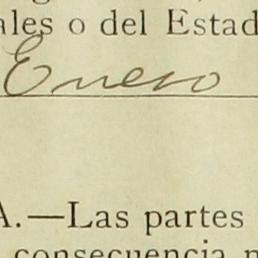 ales o del Estad
Enero
A.—Las partes
consecuencia